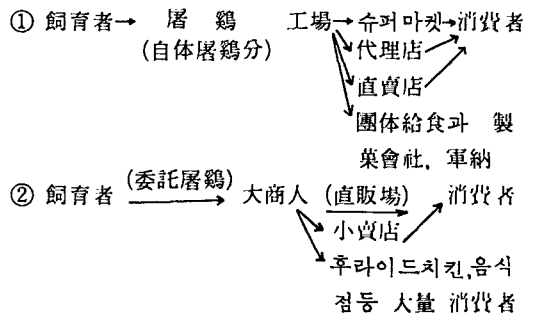 ① 飼育者→ 屠 鷄 工場→슈퍼마켓→消費者
(自体屠鷄分) 代理店
直賣店
團体給食과 製
菓會社, 軍納
② 飼育者 (委託屠鷄) 大商人 (直販場) 消費者
小賣店
후라이드치킨, 음식
점등 大量 消費者